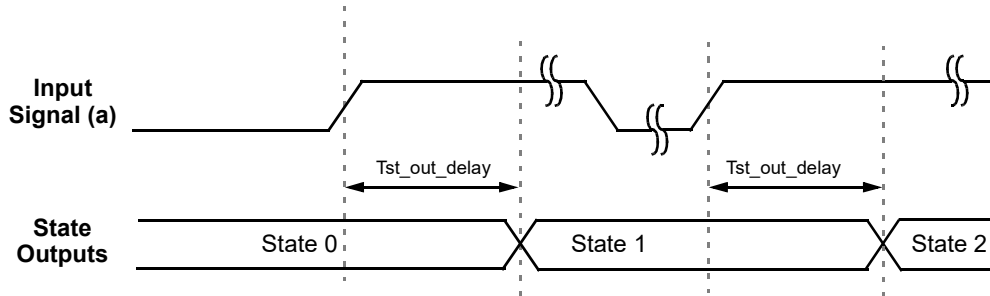 Input
Signal (a)
Tst_out_delay
Tst_out_delay
State
Outputs
State 0
State 1
State 2